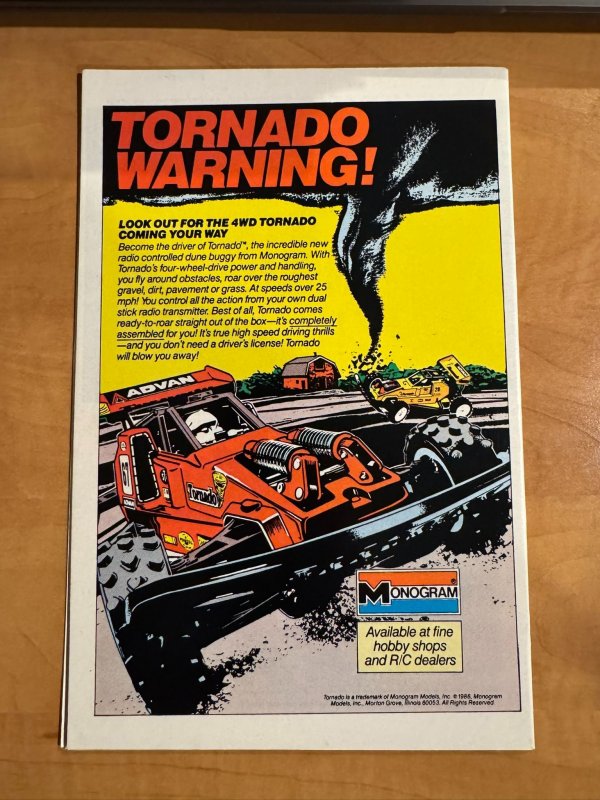 TORNADO
WARNING!
LOOK OUT FOR THE 4WD TORNADO
COMING YOUR WAY
Become the driver of Tornado™, the incredible new
radio controlled dune buggy from Monogram. With
Tornado's four-wheel-drive power and handling,
you fly around obstacles, roar over the roughest
gravel, dirt, pavement or grass. At speeds over 25
mph! You control all the action from your own dual
stick radio transmitter. Best of all, Tornado comes
ready-to-roar straight out of the box—it's completely
assembled for you! It's true high speed driving thrills
—and you don't need a driver's license! Tornado
will blow you away!
ADVAN
Tornado
MONOGRAM®
Available at fine
hobby shops
and R/C dealers
Tornado is a trademark of Monogram Models, Inc. © 1986, Monogram
Models, Inc., Morton Grove, Illinois 60053. All Rights Reserved.